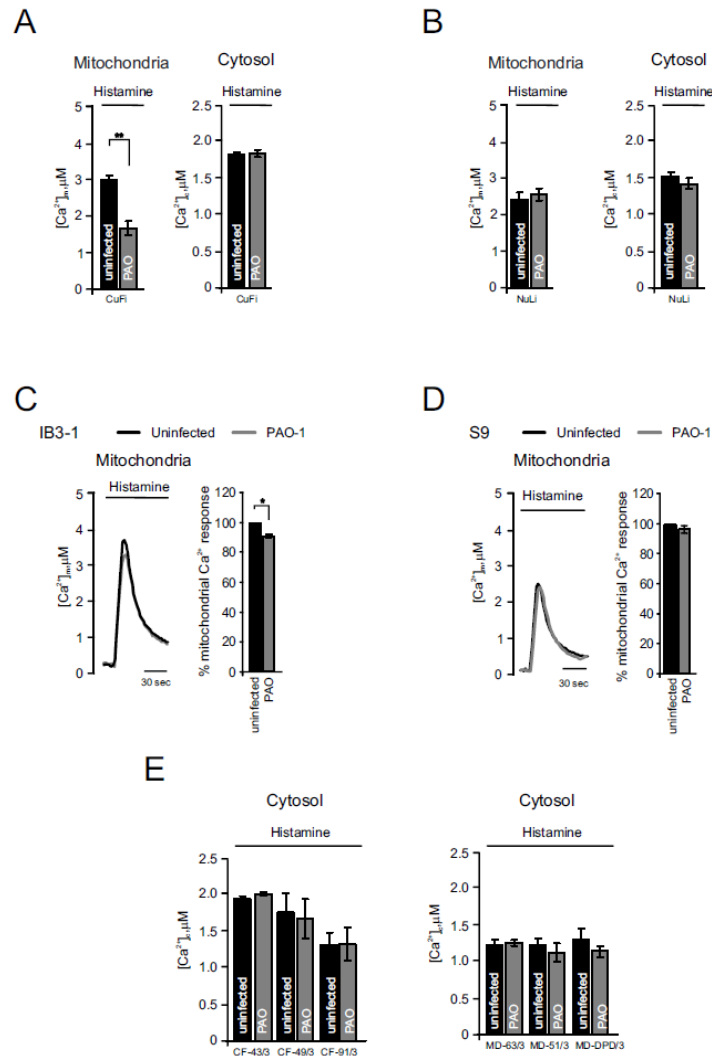 A
Mitochondria
Histamine
[Ca²⁺]m,µM
5
4
3
2
1
0
**
uninfected
PAO
CuFi
Cytosol
Histamine
[Ca²⁺]c,µM
2.5
2.0
1.5
1.0
0.5
0
uninfected
PAO
CuFi
B
Mitochondria
Histamine
[Ca²⁺]m,µM
5
4
3
2
1
0
uninfected
PAO
NuLi
Cytosol
Histamine
[Ca²⁺]c,µM
2.5
2.0
1.5
1.0
0.5
0
uninfected
PAO
NuLi
C
IB3-1
Uninfected
PAO-1
Mitochondria
Histamine
[Ca²⁺]m,µM
5
4
3
2
1
0
30 sec
% mitochondrial Ca²⁺ response
120
100
80
60
40
20
0
*
uninfected
PAO
D
S9
Uninfected
PAO-1
Mitochondria
Histamine
[Ca²⁺]m,µM
5
4
3
2
1
0
30 sec
% mitochondrial Ca²⁺ response
120
100
80
60
40
20
0
uninfected
PAO
E
Cytosol
Histamine
[Ca²⁺]c,µM
2.5
2.0
1.5
1.0
0.5
0.0
uninfected
PAO
uninfected
PAO
uninfected
PAO
CF-43/3 CF-49/3 CF-91/3
Cytosol
Histamine
[Ca²⁺]c,µM
2.5
2.0
1.5
1.0
0.5
0.0
uninfected
PAO
uninfected
PAO
uninfected
PAO
MD-63/3 MD-51/3 MD-DPD/3